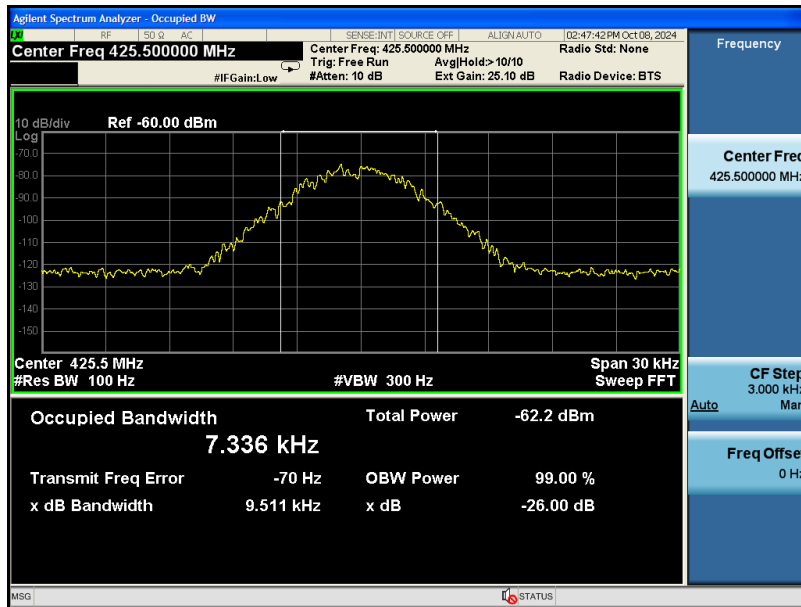 Agilent Spectrum Analyzer - Occupied BW
LXI RF 50 Ω AC SENSE:INT SOURCE OFF ALIGN AUTO 02:47:42 PM Oct 08, 2024
Center Freq 425.500000 MHz
Center Freq: 425.500000 MHz Radio Std: None
Trig: Free Run Avg|Hold:>10/10
#IFGain:Low #Atten: 10 dB Ext Gain: 25.10 dB Radio Device: BTS
10 dB/div Ref -60.00 dBm
Log
-70.0
-80.0
-90.0
-100
-110
-120
-130
-140
-150
Center 425.5 MHz Span 30 kHz
#Res BW 100 Hz #VBW 300 Hz Sweep FFT
Occupied Bandwidth Total Power -62.2 dBm
7.336 kHz
Transmit Freq Error -70 Hz OBW Power 99.00 %
x dB Bandwidth 9.511 kHz x dB -26.00 dB
Frequency
Center Freq
425.500000 MHz
CF Step
3.000 kHz
Auto Man
Freq Offset
0 Hz
MSG STATUS